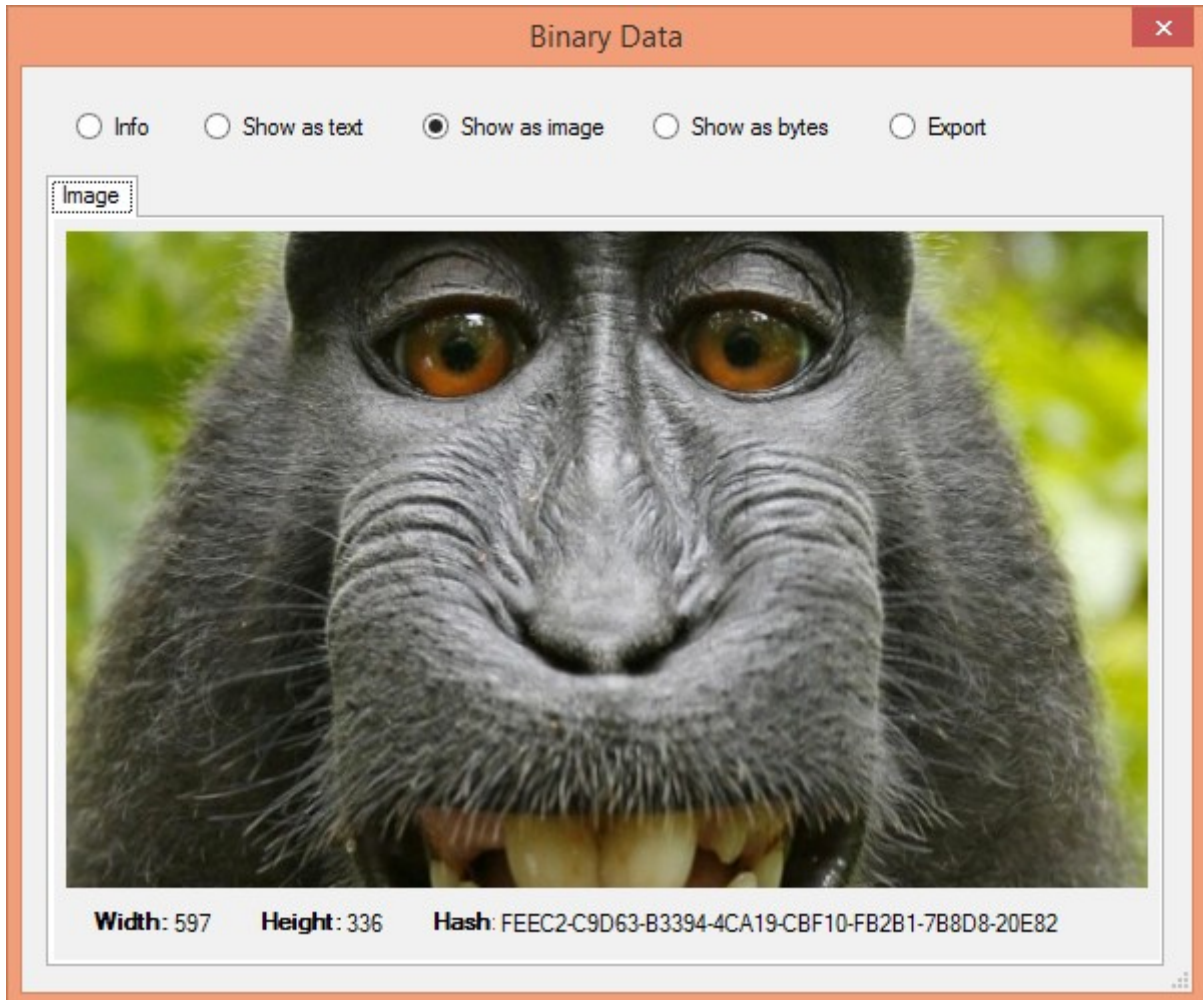 Binary Data
Info Show as text Show as image Show as bytes Export
Image
Width: 597 Height: 336 Hash: FEEC2-C9D63-B3394-4CA19-CBF10-FB2B1-7B8D8-20E82